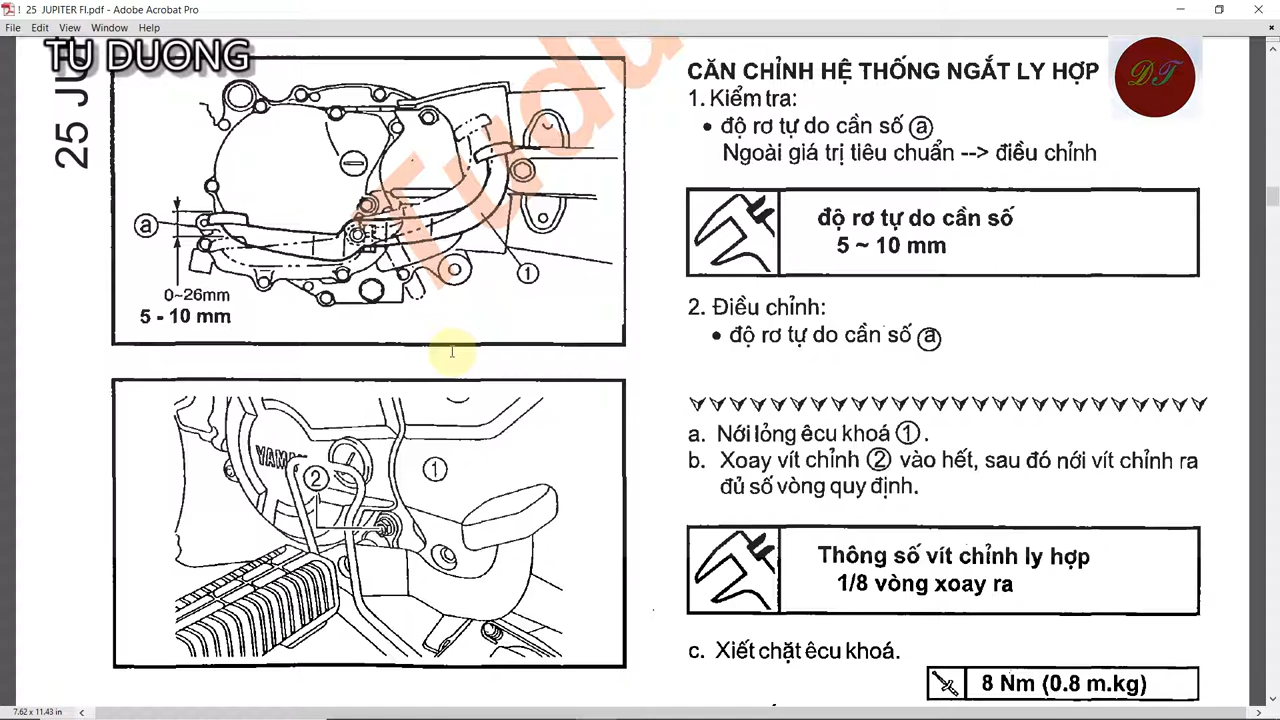 ! 25 JUPITER FI.pdf - Adobe Acrobat Pro
File Edit View Window Help
TU DUONG
25 JU
Tudu
DT
a
0~26mm
5 - 10 mm
1
YAMA
2
1
CĂN CHỈNH HỆ THỐNG NGẮT LY HỢP
1. Kiểm tra:
• độ rơ tự do cần số ⓐ
Ngoài giá trị tiêu chuẩn --> điều chỉnh
độ rơ tự do cần số
5 ~ 10 mm
2. Điều chỉnh:
• độ rơ tự do cần số ⓐ
a. Nới lỏng êcu khoá ①.
b. Xoay vít chỉnh ② vào hết, sau đó nới vít chỉnh ra
đủ số vòng quy định.
Thông số vít chỉnh ly hợp
1/8 vòng xoay ra
c. Xiết chặt êcu khoá.
8 Nm (0.8 m.kg)
7.62 x 11.43 in